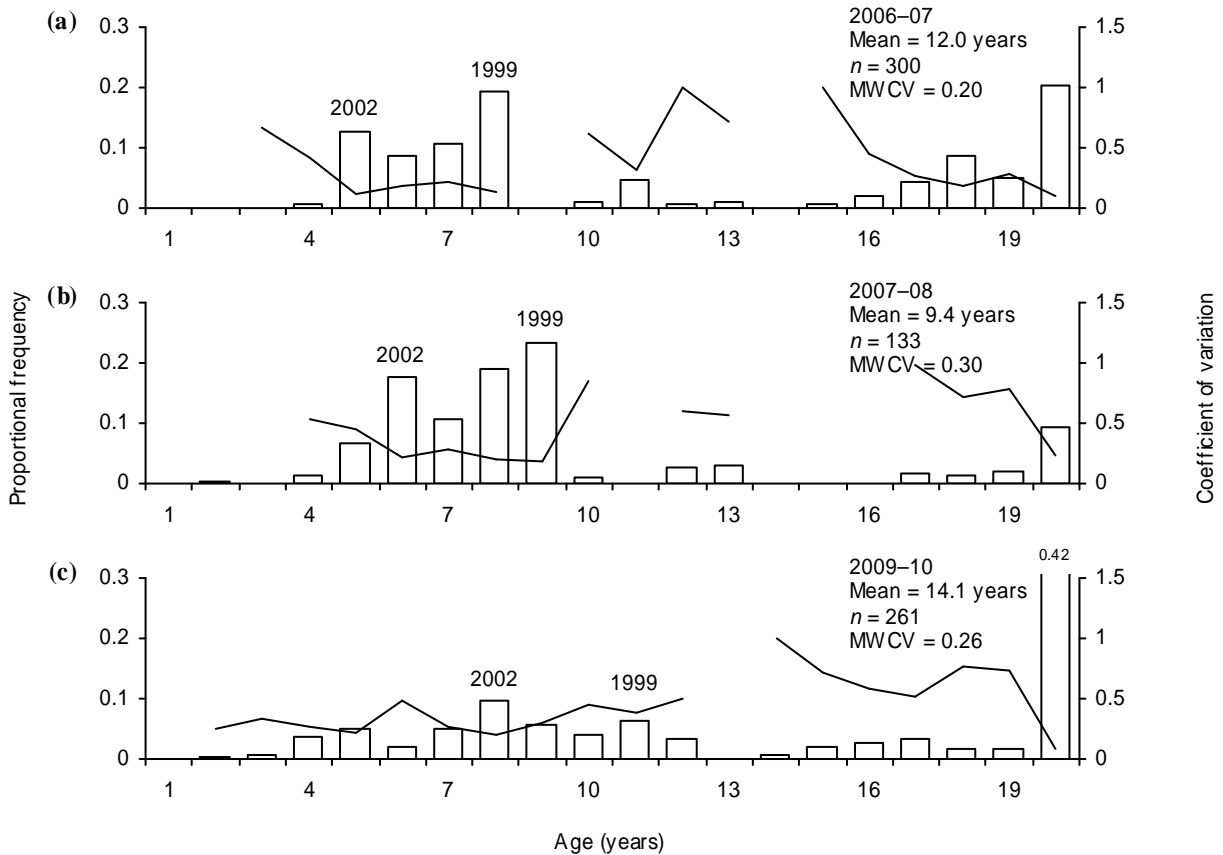 (a)
2006–07
Mean = 12.0 years
n = 300
MWCV = 0.20
0.3
0.2
0.1
0
2002
1999
1.5
1
0.5
0
1 4 7 10 13 16 19
(b)
2007–08
Mean = 9.4 years
n = 133
MWCV = 0.30
0.3
0.2
0.1
0
2002
1999
1.5
1
0.5
0
1 4 7 10 13 16 19
Proportional frequency
Coefficient of variation
(c)
2009–10
Mean = 14.1 years
n = 261
MWCV = 0.26
0.42
0.3
0.2
0.1
0
2002
1999
1.5
1
0.5
0
1 4 7 10 13 16 19
Age (years)